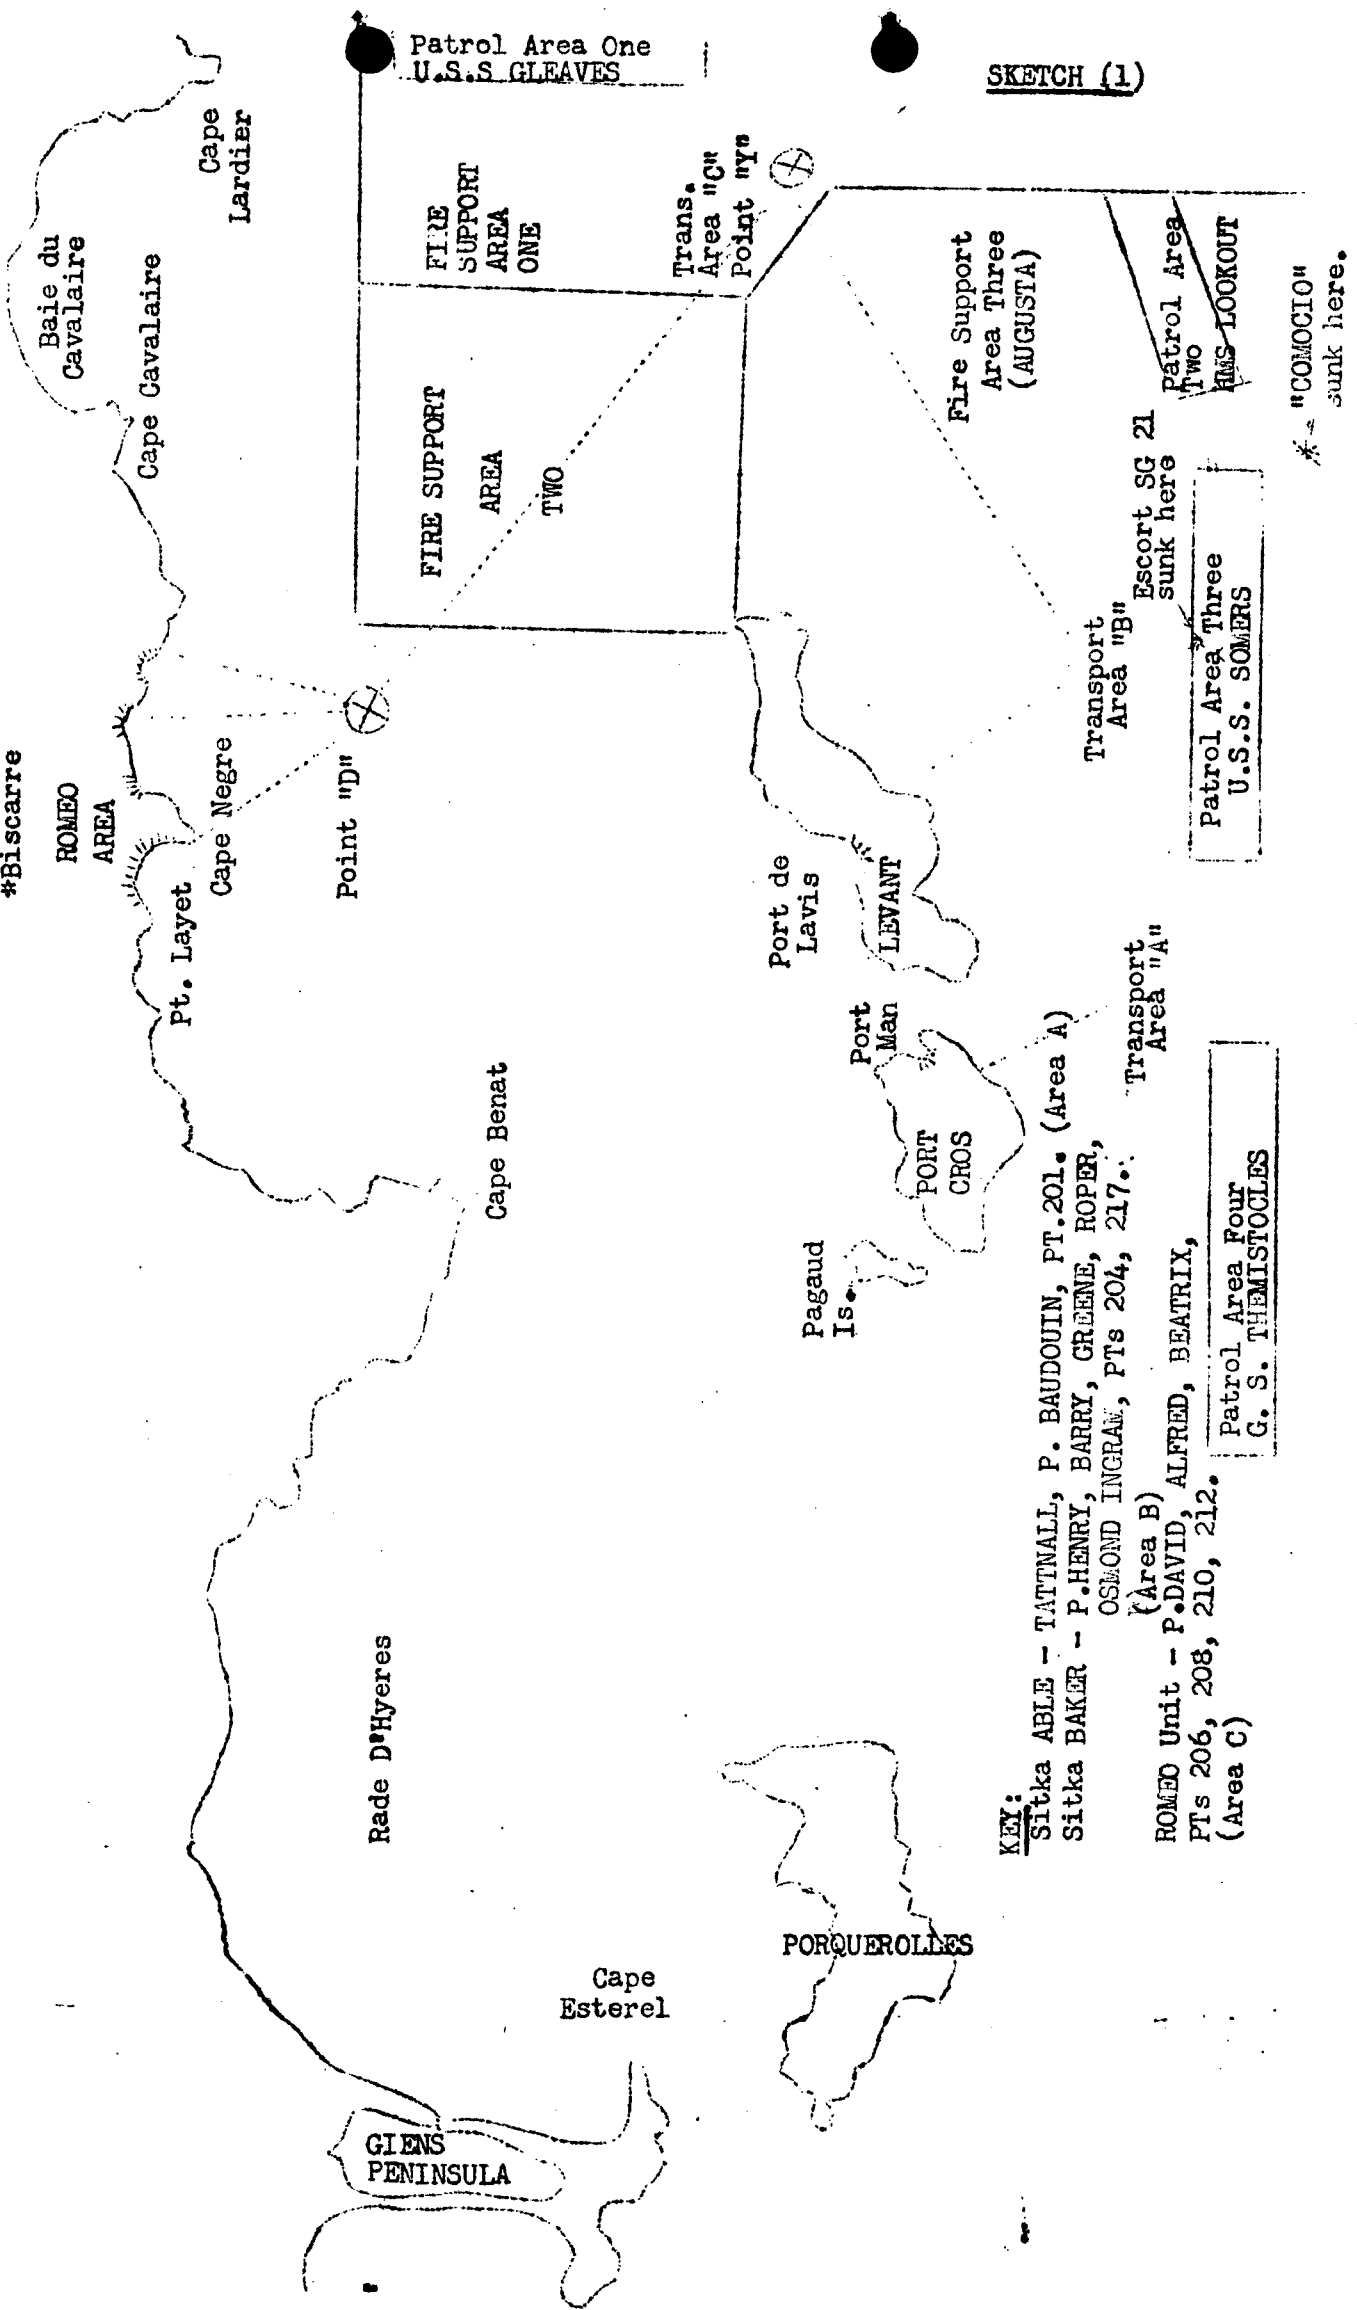 Patrol Area One
U.S.S GLEAVES
SKETCH (1)
Cape
Lardier
Baie du
Cavalaire
Cape Cavalaire
FIRE
SUPPORT
AREA
ONE
Trans.
Area "C"
Point "Y"
FIRE SUPPORT
AREA
TWO
Fire Support
Area Three
(AUGUSTA)
Patrol Area
Two
HMS LOOKOUT
*- "COMOCIO"
sunk here.
Escort SG 21
sunk here
Patrol Area Three
U.S.S. SOMERS
Transport
Area "B"
*Biscarre
ROMEO
AREA
Cape Negre
Pt. Layet
Point "D"
Port de
Lavis
LEVANT
Port
Man
PORT
CROS
Transport
Area "A"
Pagaud
Is.
Cape Benat
Patrol Area Four
G. S. THEMISTOCLES
Rade D'Hyeres
Cape
Esterel
GIENS
PENINSULA
PORQUEROLLES
KEY:
Sitka ABLE - TATTNALL, P. BAUDOUIN, PT.201. (Area A)
Sitka BAKER - P.HENRY, BARRY, GREENE, ROPER,
OSMOND INGRAM, PTs 204, 217.
(Area B)
ROMEO Unit - P.DAVID, ALFRED, BEATRIX,
PTs 206, 208, 210, 212.
(Area C)